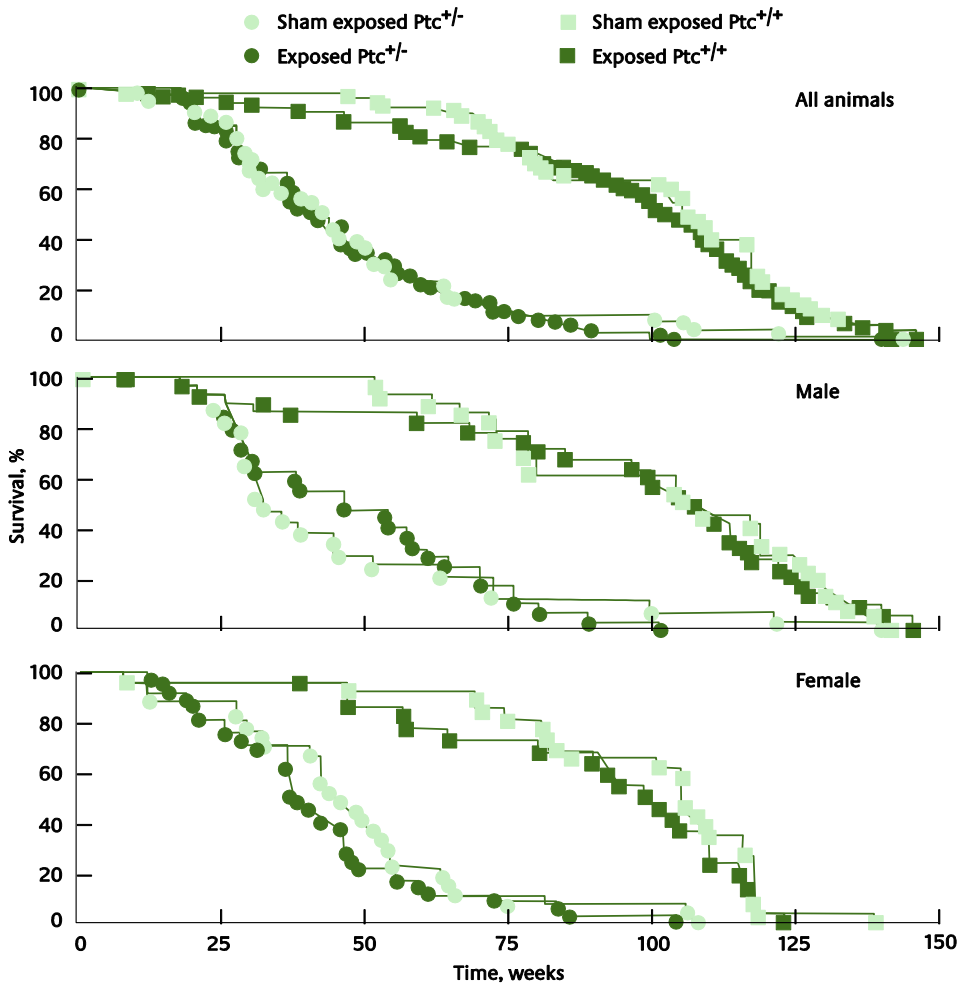 Sham exposed Ptc+/- Sham exposed Ptc+/+
Exposed Ptc+/- Exposed Ptc+/+
All animals
100
80
60
40
20
0
Male
100
80
60
40
20
0
Survival, %
Female
100
80
60
40
20
0
0 25 50 75 100 125 150
Time, weeks